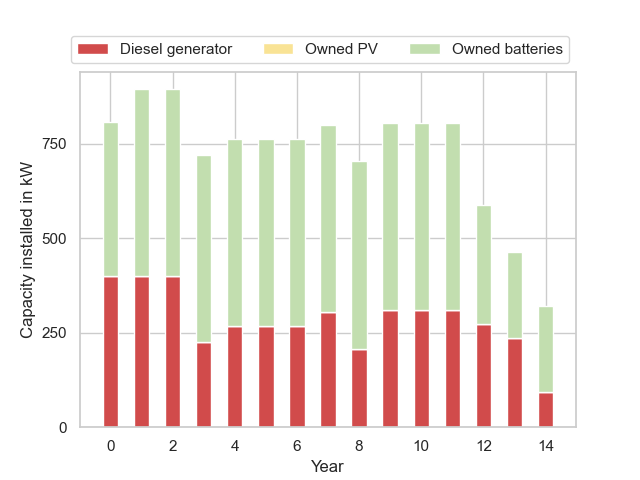 Diesel generator Owned PV Owned batteries
Capacity installed in kW
750
500
250
0
0 2 4 6 8 10 12 14
Year